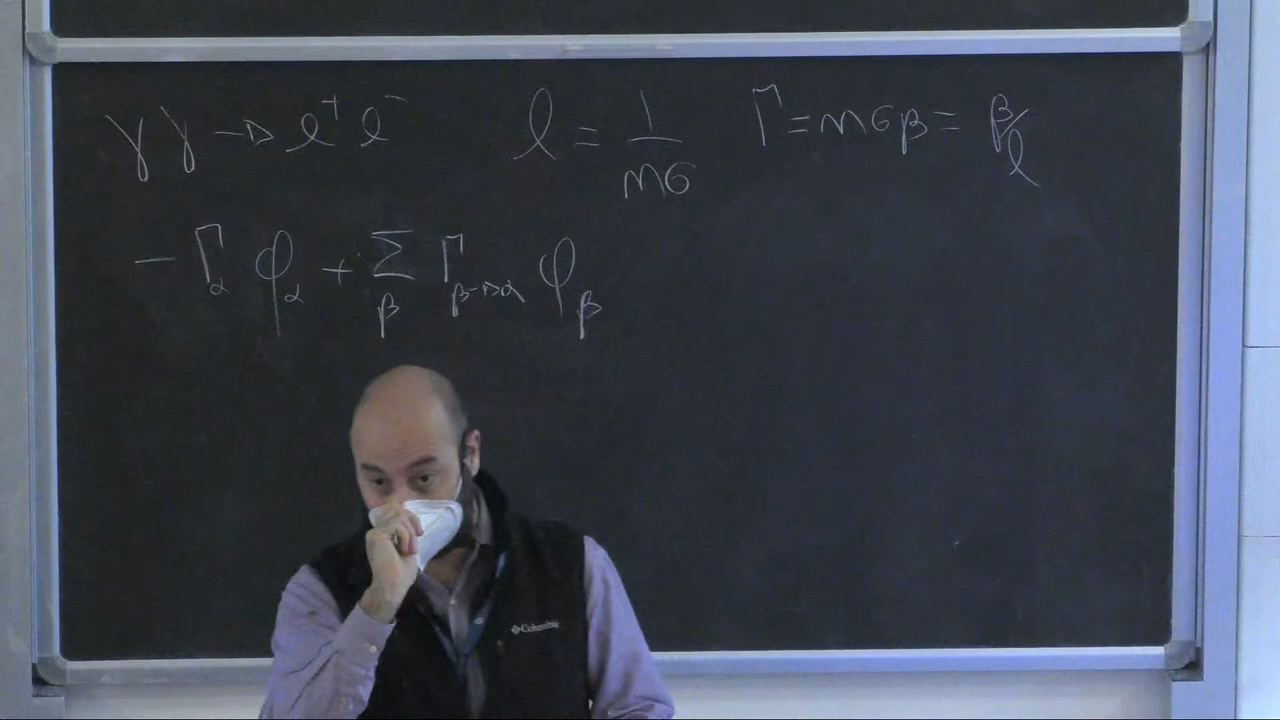 γγ → e⁺ e⁻   l = 1/(nσ)   Γ = nσβ = β/l
− Γ_α φ_α + Σ_β Γ_{β→α} φ_β
Columbia